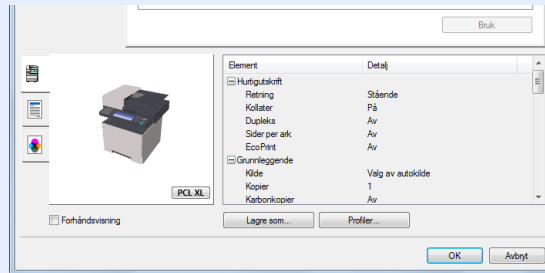 Bruk
Element Detalj
Hurtigutskrift
Retning Stående
Kollater På
Dupleks Av
Sider per ark Av
EcoPrint Av
Grunnleggende
Kilde Valg av autokilde
Kopier 1
Karbonkopier Av
PCL XL
Forhåndsvisning Lagre som... Profiler...
OK Avbryt